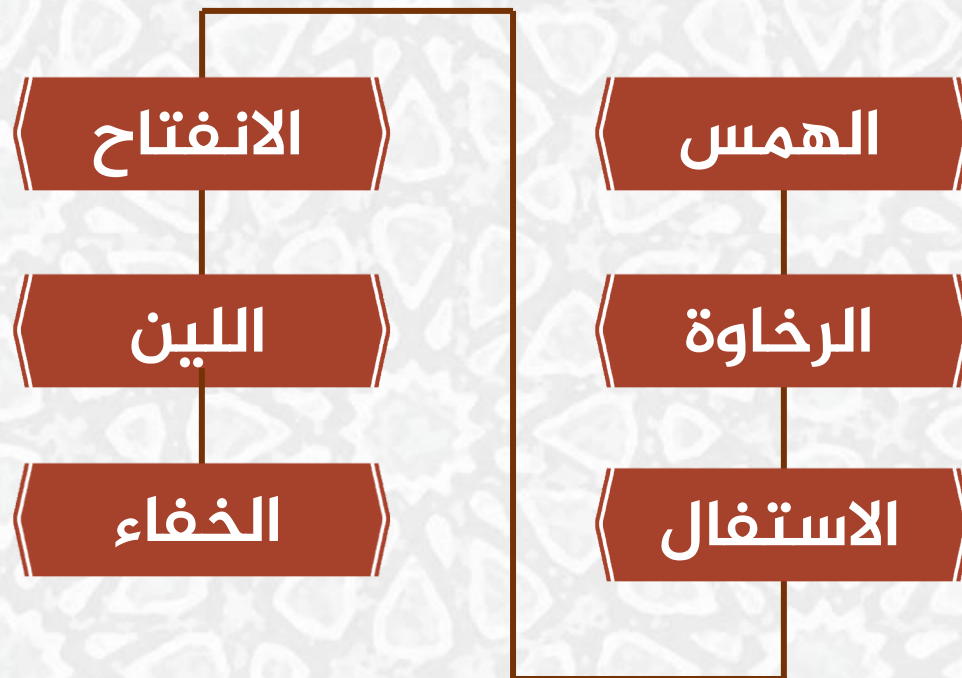 الهمس
الرخاوة
الاستفال
الانفتاح
اللين
الخفاء